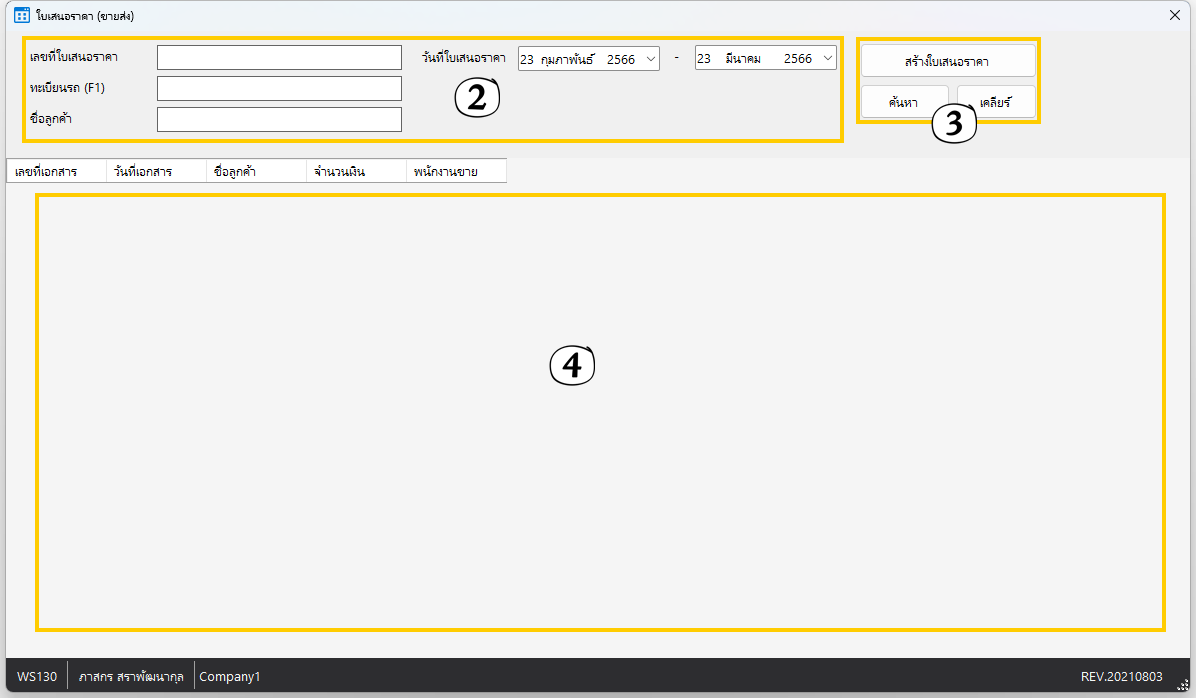 ใบเสนอราคา (ขายส่ง)
เลขที่ใบเสนอราคา วันที่ใบเสนอราคา 23 กุมภาพันธ์ 2566 - 23 มีนาคม 2566 สร้างใบเสนอราคา
ทะเบียนรถ (F1) 2 ค้นหา เคลียร์
ชื่อลูกค้า 3
เลขที่เอกสาร วันที่เอกสาร ชื่อลูกค้า จำนวนเงิน พนักงานขาย
4
WS130 ภาสกร สราพัฒนากุล Company1 REV.20210803